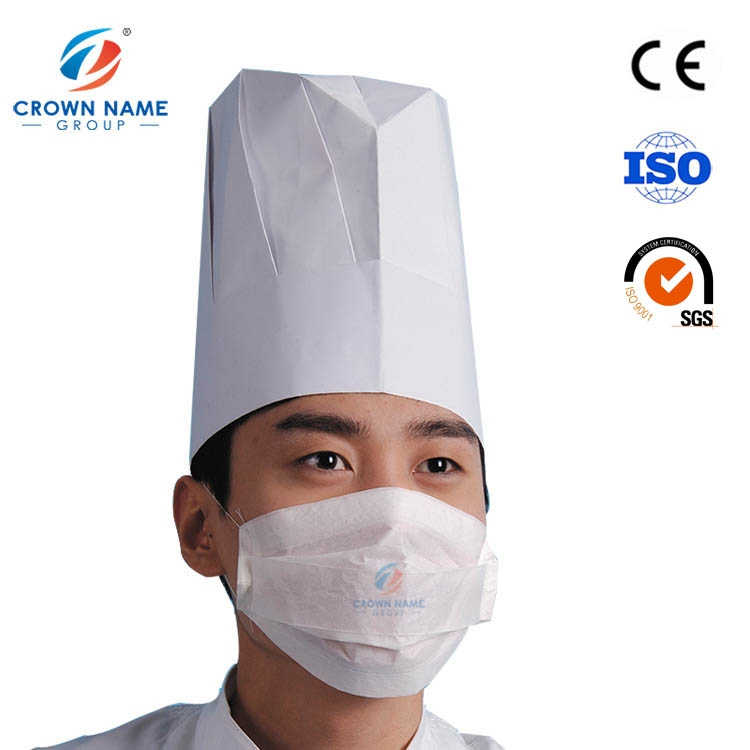 ®
CROWN NAME
GROUP
CE
ISO
SYSTEM CERTIFICATION
ISO 9001
SGS
CROWN NAME
GROUP